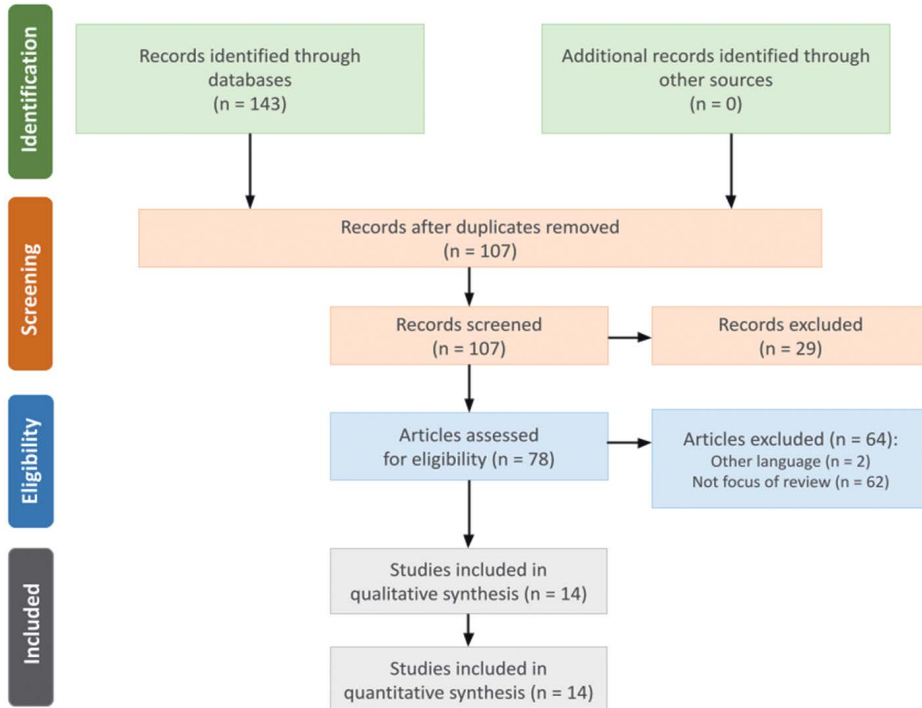 Identification
Records identified through
databases
(n = 143)
Additional records identified through
other sources
(n = 0)
Screening
Records after duplicates removed
(n = 107)
Records screened
(n = 107)
Records excluded
(n = 29)
Eligibility
Articles assessed
for eligibility (n = 78)
Articles excluded (n = 64):
Other language (n = 2)
Not focus of review (n = 62)
Included
Studies included in
qualitative synthesis (n = 14)
Studies included in
quantitative synthesis (n = 14)